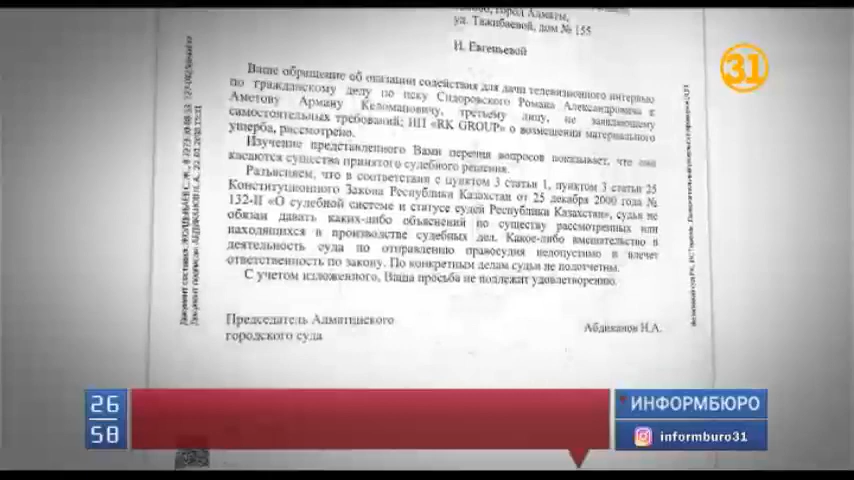 город Алматы,
ул. Тажибаевой, дом № 155
Н. Евгеньевой
31
Ваше обращение об оказании содействия для дачи телевизионного интервью
по гражданскому делу по иску Сидоровского Романа Александровича к
Аметову Арману Келомановичу, третьему лицу, не заявляющему
самостоятельных требований; ИП «RK GROUP» о возмещении материального
ущерба, рассмотрено.
Изучение представленного Вами перечня вопросов показывает, что они
касаются существа принятого судебного решения.
Разъясняем, что в соответствии с пунктом 3 статьи 1, пунктом 3 статьи 25
Конституционного Закона Республики Казахстан от 25 декабря 2000 года №
132-II «О судебной системе и статусе судей Республики Казахстан», судья не
обязан давать каких-либо объяснений по существу рассмотренных или
находящихся в производстве судебных дел. Какое-либо вмешательство в
деятельность суда по отправлению правосудия недопустимо и влечет
ответственность по закону. По конкретным делам судьи не подотчетны.
С учетом изложенного, Ваша просьба не подлежит удовлетворению.
Председатель Алматинского
городского суда
Абдиканов Н.А.
26
58
ИНФОРМБЮРО
informburo31